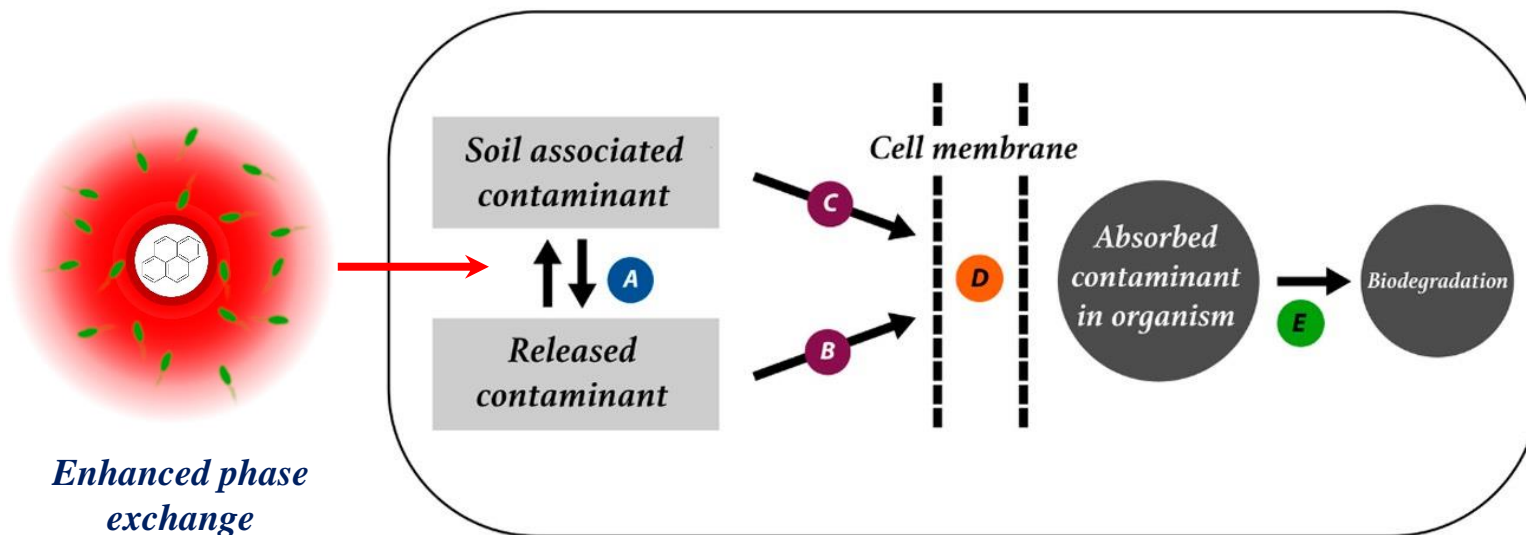 Soil associated
contaminant
Cell membrane
C
A
D
Absorbed
contaminant
in organism
E
Biodegradation
B
Released
contaminant
Enhanced phase
exchange